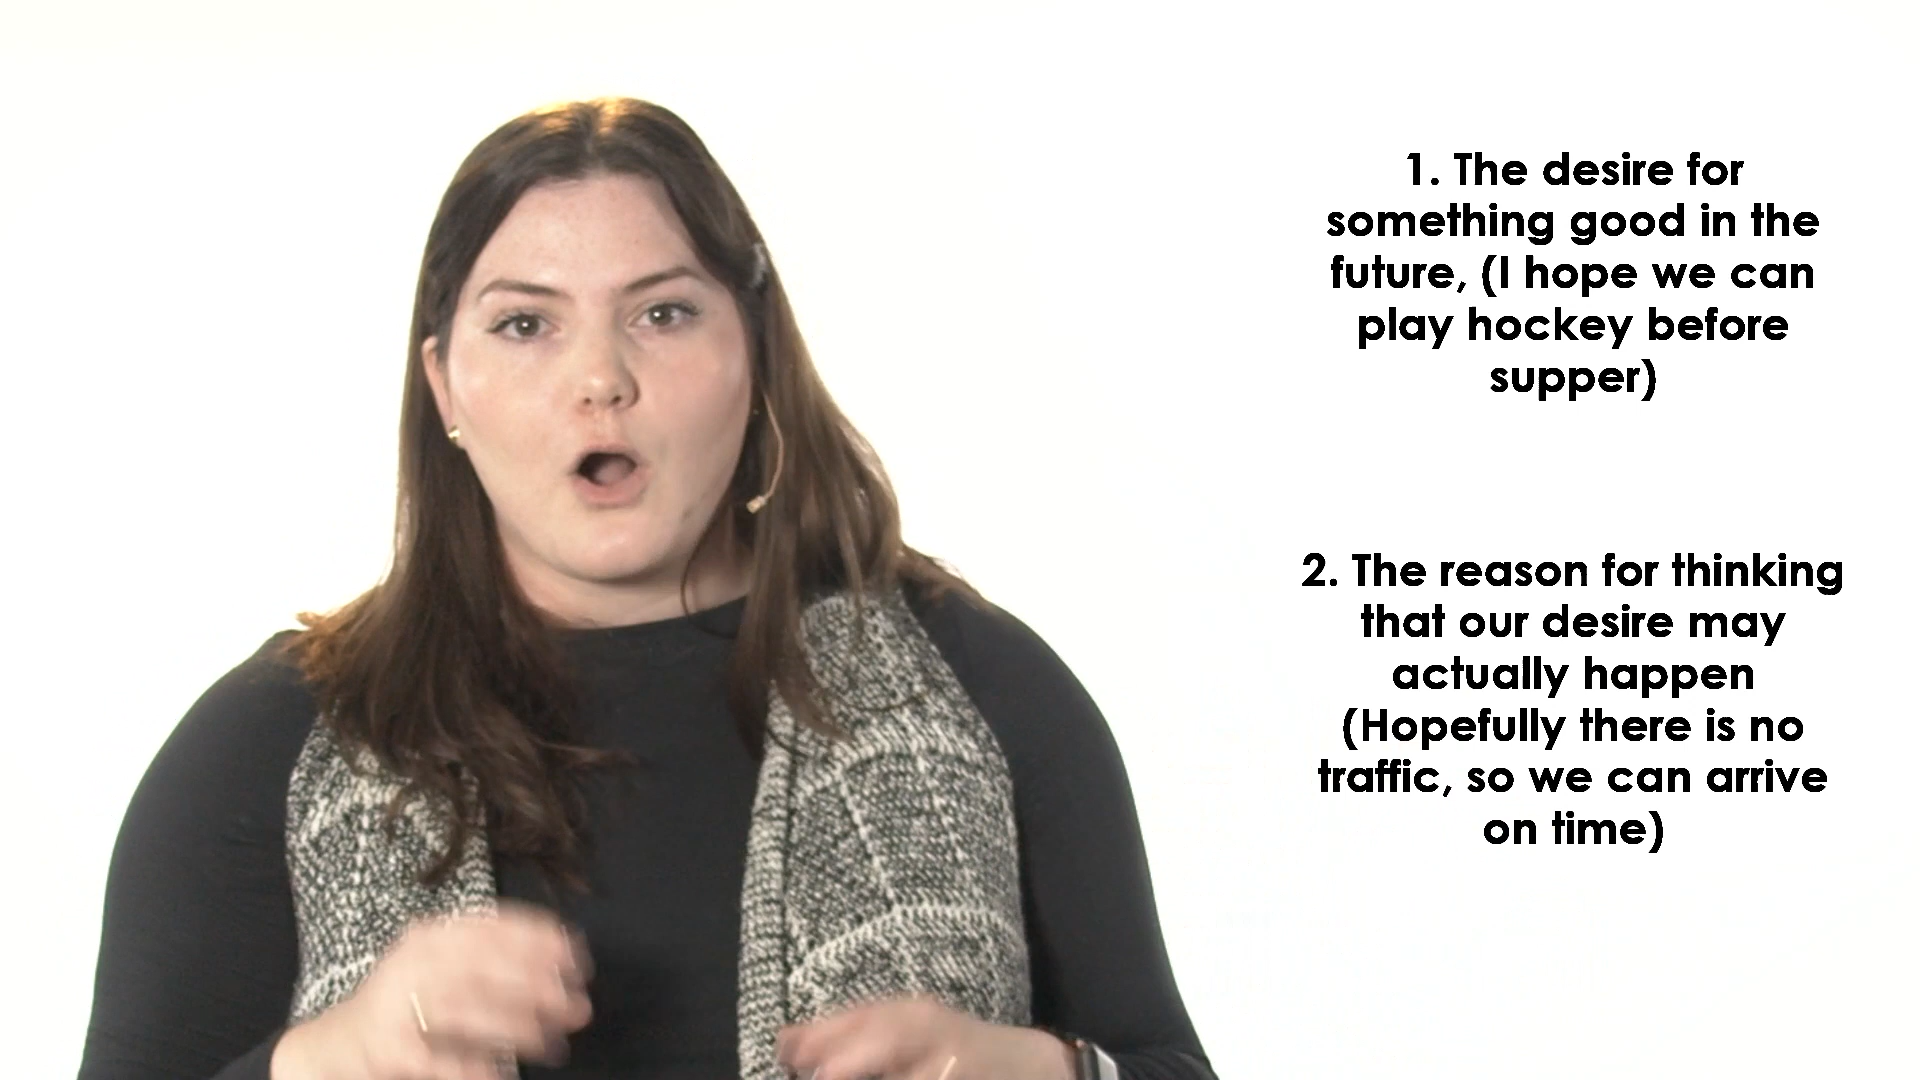 1. The desire for
something good in the
future, (I hope we can
play hockey before
supper)
2. The reason for thinking
that our desire may
actually happen
(Hopefully there is no
traffic, so we can arrive
on time)